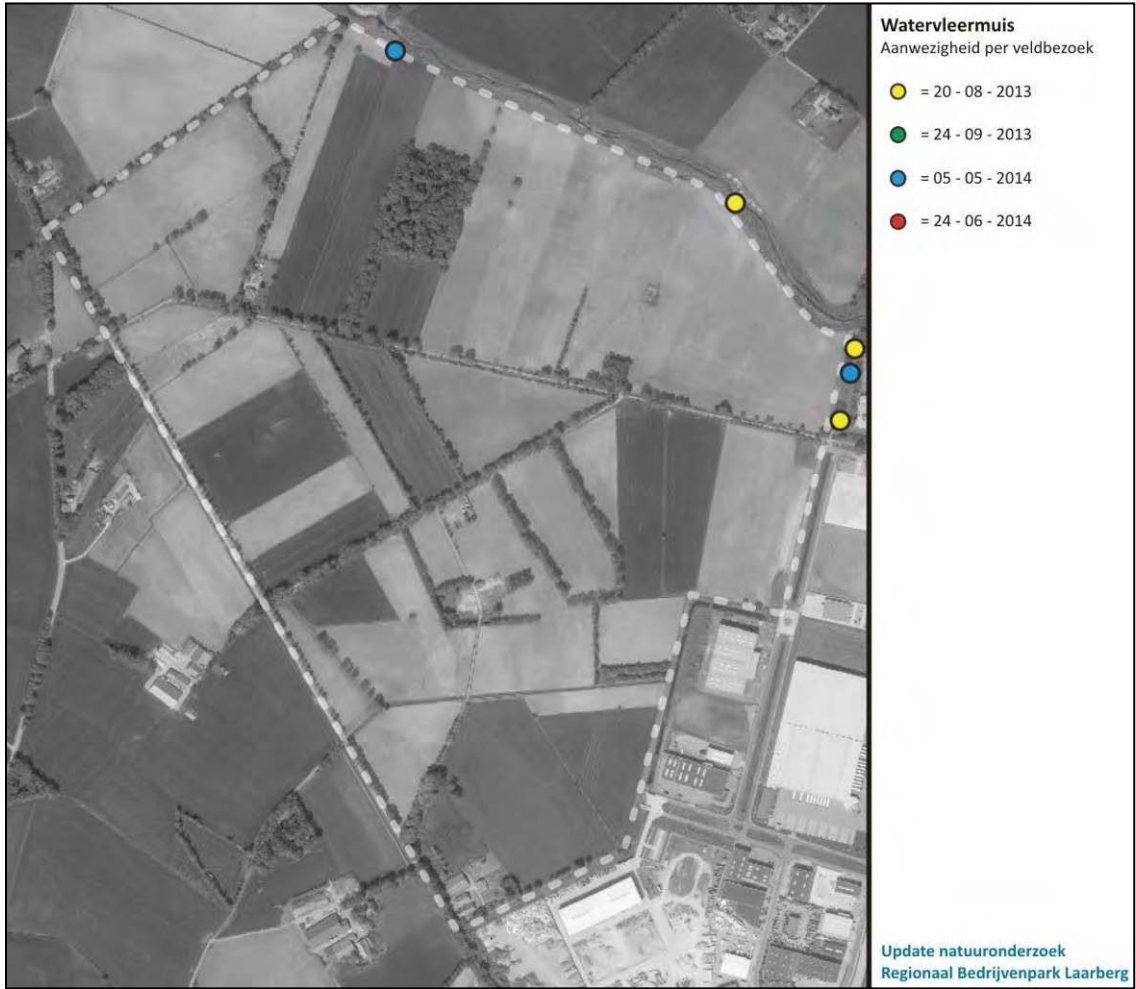 Watervleermuis
Aanwezigheid per veldbezoek
= 20 - 08 - 2013
= 24 - 09 - 2013
= 05 - 05 - 2014
= 24 - 06 - 2014
Update natuuronderzoek
Regionaal Bedrijvenpark Laarberg